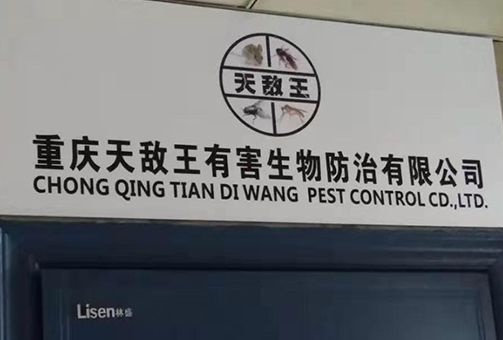 天敌王
重庆天敌王有害生物防治有限公司
CHONG QING TIAN DI WANG PEST CONTROL CD.,LTD.
Lisen林盛